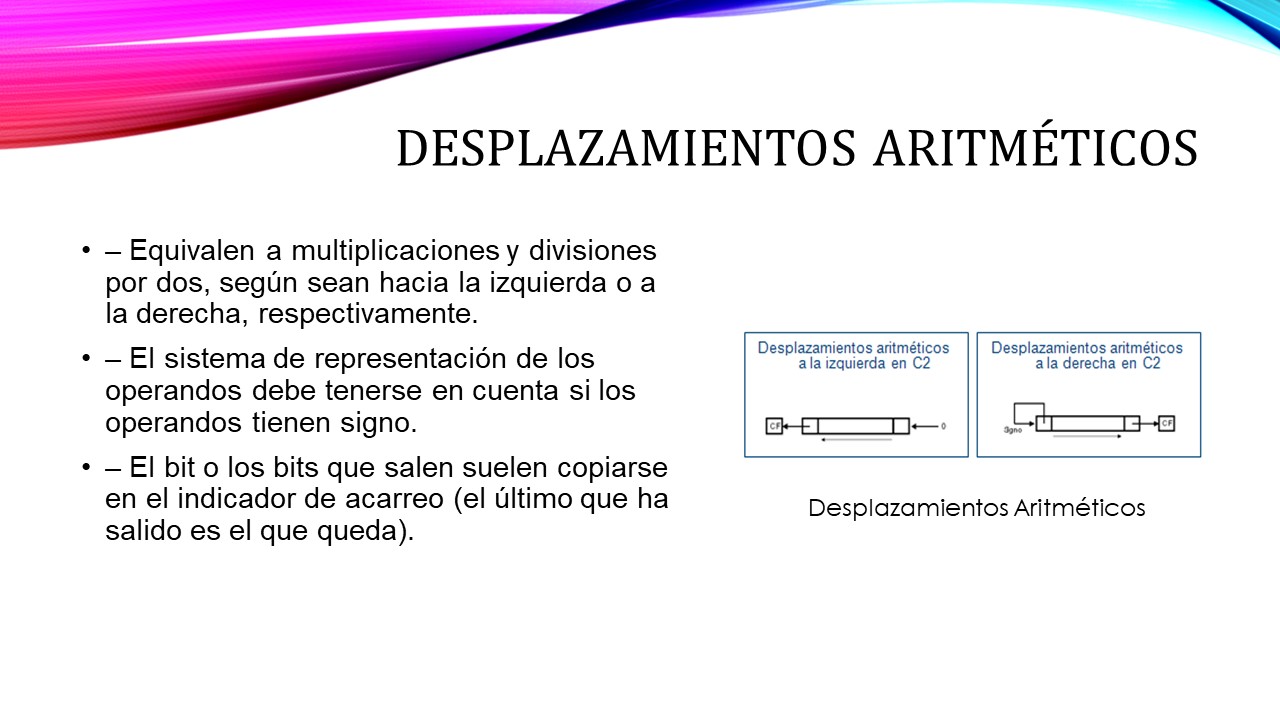 DESPLAZAMIENTOS ARITMÉTICOS
• – Equivalen a multiplicaciones y divisiones
por dos, según sean hacia la izquierda o a
la derecha, respectivamente.
• – El sistema de representación de los
operandos debe tenerse en cuenta si los
operandos tienen signo.
• – El bit o los bits que salen suelen copiarse
en el indicador de acarreo (el último que ha
salido es el que queda).
Desplazamientos aritméticos
a la izquierda en C2
CF
0
Desplazamientos aritméticos
a la derecha en C2
Sgno
CF
Desplazamientos Aritméticos